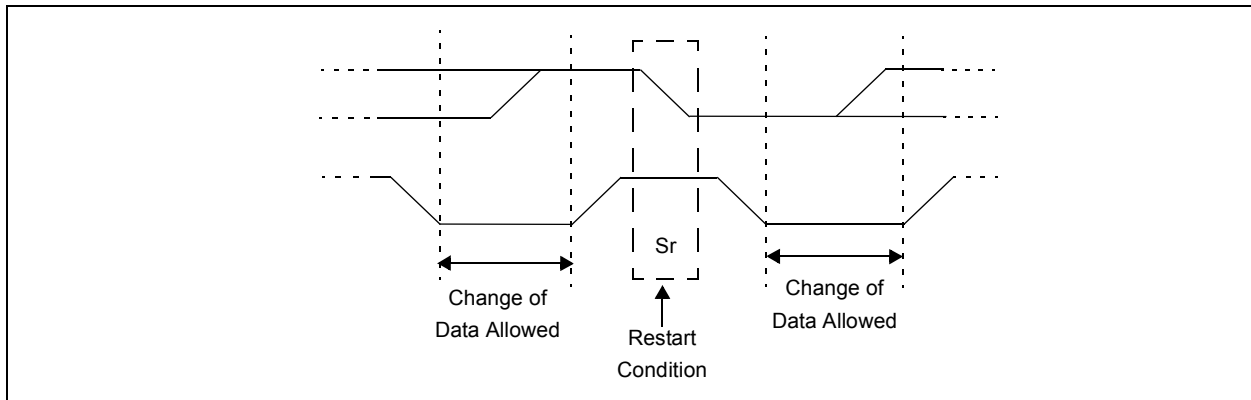 Sr
Change of
Data Allowed
Restart
Condition
Change of
Data Allowed